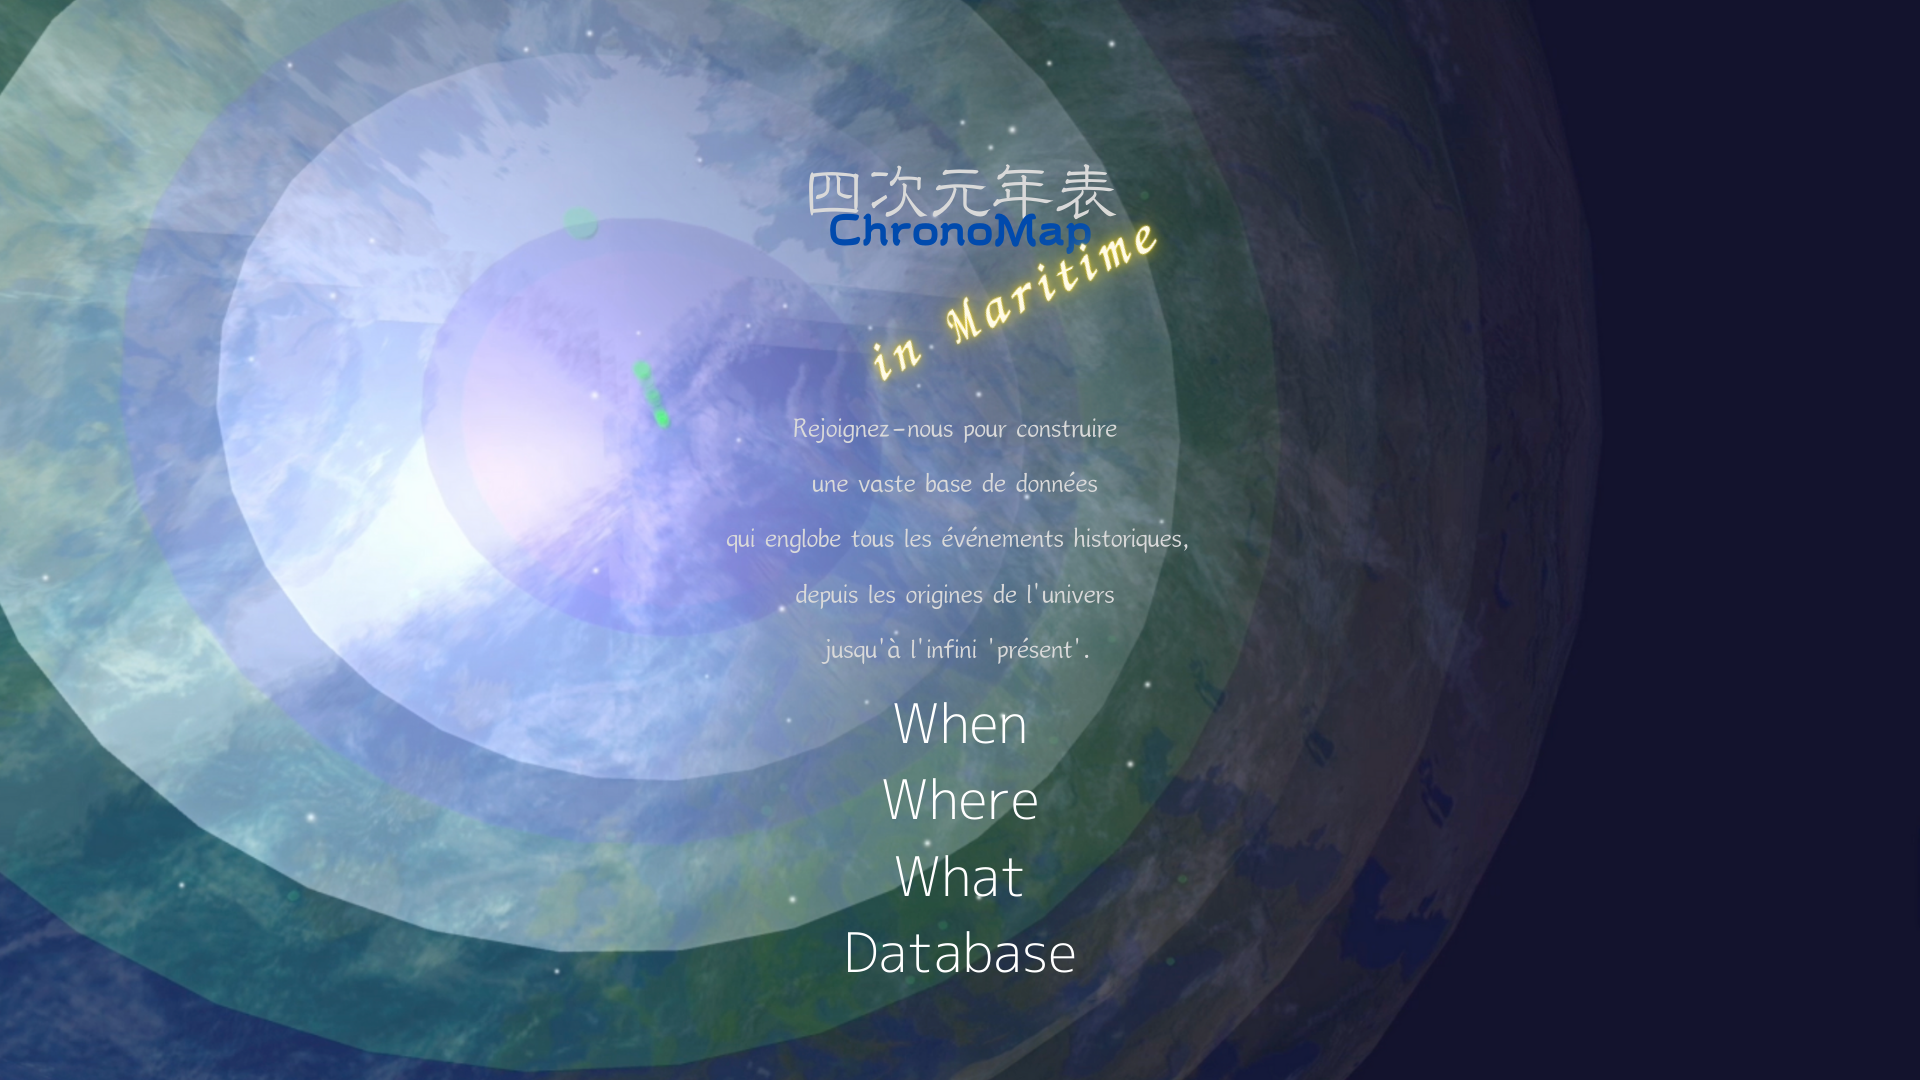 四次元年表
ChronoMap
in Maritime
Rejoignez-nous pour construire
une vaste base de données
qui englobe tous les événements historiques,
depuis les origines de l'univers
jusqu'à l'infini 'présent'.
When
Where
What
Database